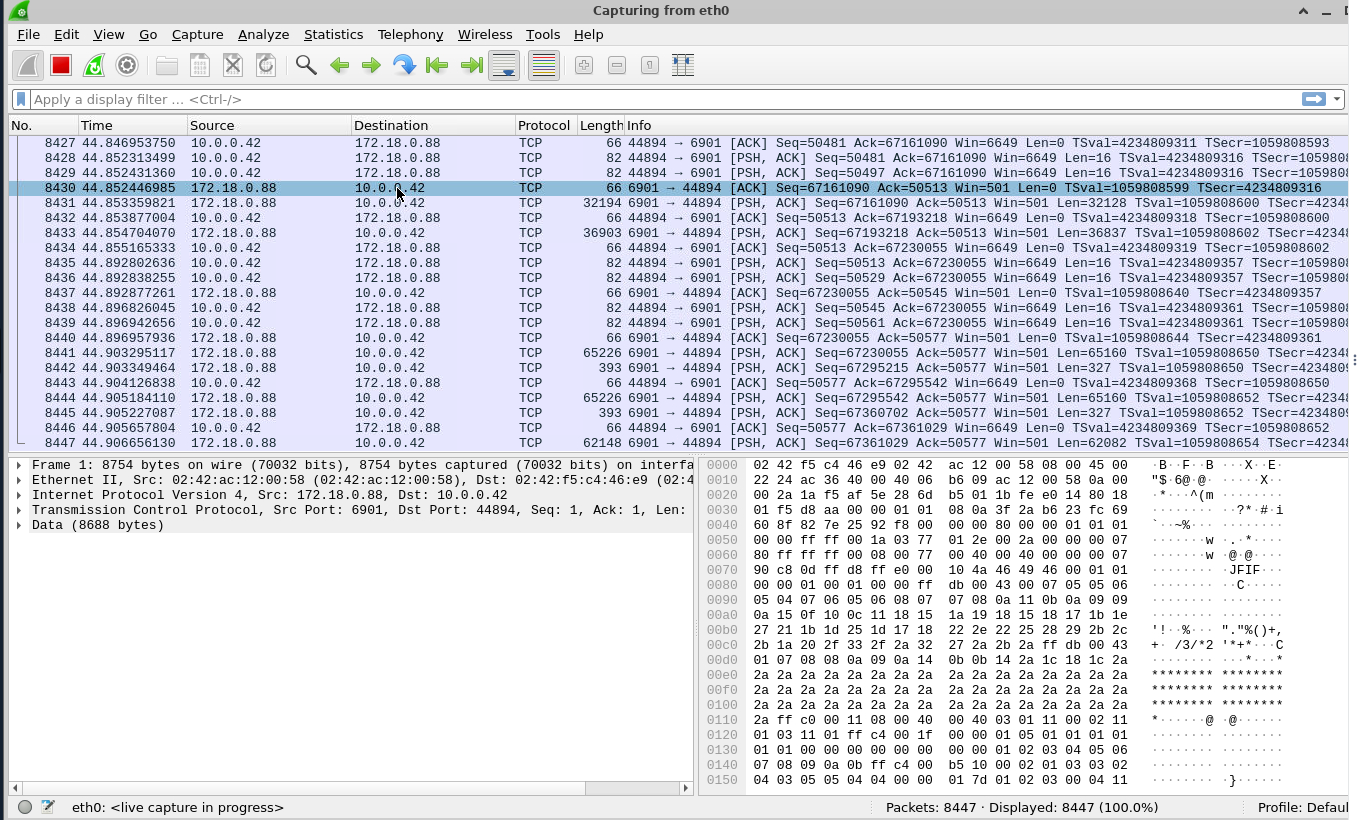 Capturing from eth0
File Edit View Go Capture Analyze Statistics Telephony Wireless Tools Help
Apply a display filter … <Ctrl-/>
No. Time Source Destination Protocol Length Info
8427 44.846953750 10.0.0.42 172.18.0.88 TCP 66 44894 → 6901 [ACK] Seq=50481 Ack=67161090 Win=6649 Len=0 TSval=4234809311 TSecr=1059808593
8428 44.852313499 10.0.0.42 172.18.0.88 TCP 82 44894 → 6901 [PSH, ACK] Seq=50481 Ack=67161090 Win=6649 Len=16 TSval=4234809316 TSecr=105980
8429 44.852431360 10.0.0.42 172.18.0.88 TCP 82 44894 → 6901 [PSH, ACK] Seq=50497 Ack=67161090 Win=6649 Len=16 TSval=4234809316 TSecr=105980
8430 44.852446985 172.18.0.88 10.0.0.42 TCP 66 6901 → 44894 [ACK] Seq=67161090 Ack=50513 Win=501 Len=0 TSval=1059808599 TSecr=4234809316
8431 44.853359821 172.18.0.88 10.0.0.42 TCP 32194 6901 → 44894 [PSH, ACK] Seq=67161090 Ack=50513 Win=501 Len=32128 TSval=1059808600 TSecr=4234
8432 44.853877004 10.0.0.42 172.18.0.88 TCP 66 44894 → 6901 [ACK] Seq=50513 Ack=67193218 Win=6649 Len=0 TSval=4234809318 TSecr=1059808600
8433 44.854704070 172.18.0.88 10.0.0.42 TCP 36903 6901 → 44894 [PSH, ACK] Seq=67193218 Ack=50513 Win=501 Len=36837 TSval=1059808602 TSecr=4234
8434 44.855165333 10.0.0.42 172.18.0.88 TCP 66 44894 → 6901 [ACK] Seq=50513 Ack=67230055 Win=6649 Len=0 TSval=4234809319 TSecr=1059808602
8435 44.892802636 10.0.0.42 172.18.0.88 TCP 82 44894 → 6901 [PSH, ACK] Seq=50513 Ack=67230055 Win=6649 Len=16 TSval=4234809357 TSecr=105980
8436 44.892838255 10.0.0.42 172.18.0.88 TCP 82 44894 → 6901 [PSH, ACK] Seq=50529 Ack=67230055 Win=6649 Len=16 TSval=4234809357 TSecr=105980
8437 44.892877261 172.18.0.88 10.0.0.42 TCP 66 6901 → 44894 [ACK] Seq=67230055 Ack=50545 Win=501 Len=0 TSval=1059808640 TSecr=4234809357
8438 44.896826045 10.0.0.42 172.18.0.88 TCP 82 44894 → 6901 [PSH, ACK] Seq=50545 Ack=67230055 Win=6649 Len=16 TSval=4234809361 TSecr=105980
8439 44.896942656 10.0.0.42 172.18.0.88 TCP 82 44894 → 6901 [PSH, ACK] Seq=50561 Ack=67230055 Win=6649 Len=16 TSval=4234809361 TSecr=105980
8440 44.896957936 172.18.0.88 10.0.0.42 TCP 66 6901 → 44894 [ACK] Seq=67230055 Ack=50577 Win=501 Len=0 TSval=1059808644 TSecr=4234809361
8441 44.903295117 172.18.0.88 10.0.0.42 TCP 65226 6901 → 44894 [PSH, ACK] Seq=67230055 Ack=50577 Win=501 Len=65160 TSval=1059808650 TSecr=4234
8442 44.903349464 172.18.0.88 10.0.0.42 TCP 393 6901 → 44894 [PSH, ACK] Seq=67295215 Ack=50577 Win=501 Len=327 TSval=1059808650 TSecr=423480
8443 44.904126838 10.0.0.42 172.18.0.88 TCP 66 44894 → 6901 [ACK] Seq=50577 Ack=67295542 Win=6649 Len=0 TSval=4234809368 TSecr=1059808650
8444 44.905184110 172.18.0.88 10.0.0.42 TCP 65226 6901 → 44894 [PSH, ACK] Seq=67295542 Ack=50577 Win=501 Len=65160 TSval=1059808652 TSecr=4234
8445 44.905227087 172.18.0.88 10.0.0.42 TCP 393 6901 → 44894 [PSH, ACK] Seq=67360702 Ack=50577 Win=501 Len=327 TSval=1059808652 TSecr=423480
8446 44.905657804 10.0.0.42 172.18.0.88 TCP 66 44894 → 6901 [ACK] Seq=50577 Ack=67361029 Win=6649 Len=0 TSval=4234809369 TSecr=1059808652
8447 44.906656130 172.18.0.88 10.0.0.42 TCP 62148 6901 → 44894 [PSH, ACK] Seq=67361029 Ack=50577 Win=501 Len=62082 TSval=1059808654 TSecr=4234
Frame 1: 8754 bytes on wire (70032 bits), 8754 bytes captured (70032 bits) on interfa
Ethernet II, Src: 02:42:ac:12:00:58 (02:42:ac:12:00:58), Dst: 02:42:f5:c4:46:e9 (02:4
Internet Protocol Version 4, Src: 172.18.0.88, Dst: 10.0.0.42
Transmission Control Protocol, Src Port: 6901, Dst Port: 44894, Seq: 1, Ack: 1, Len:
Data (8688 bytes)
0000 02 42 f5 c4 46 e9 02 42 ac 12 00 58 08 00 45 00 ·B··F··B ···X··E·
0010 22 24 ac 36 40 00 40 06 b6 09 ac 12 00 58 0a 00 "$·6@·@· ·····X··
0020 00 2a 1a f5 af 5e 28 6d b5 01 1b fe e0 14 80 18 ·*···^(m ········
0030 01 f5 d8 aa 00 00 01 01 08 0a 3f 2a b6 23 fc 69 ········ ··?*·#·i
0040 60 8f 82 7e 25 92 f8 00 00 00 80 00 00 01 01 01 `··~%··· ········
0050 00 00 ff ff 00 1a 03 77 01 2e 00 2a 00 00 00 07 ·······w ·.·*····
0060 80 ff ff ff 00 08 00 77 00 40 00 40 00 00 00 07 ·······w ·@·@····
0070 90 c8 0d ff d8 ff e0 00 10 4a 46 49 46 00 01 01 ········ ·JFIF···
0080 00 00 01 00 01 00 00 ff db 00 43 00 07 05 05 06 ········ ··C·····
0090 05 04 07 06 05 06 08 07 07 08 0a 11 0b 0a 09 09 ········ ········
00a0 0a 15 0f 10 0c 11 18 15 1a 19 18 15 18 17 1b 1e ········ ········
00b0 27 21 1b 1d 25 1d 17 18 22 2e 22 25 28 29 2b 2c '!··%··· "."%()+,
00c0 2b 1a 20 2f 33 2f 2a 32 27 2a 2b 2a ff db 00 43 +· /3/*2 '*+*···C
00d0 01 07 08 08 0a 09 0a 14 0b 0b 14 2a 1c 18 1c 2a ········ ···*···*
00e0 2a 2a 2a 2a 2a 2a 2a 2a 2a 2a 2a 2a 2a 2a 2a 2a ******** ********
00f0 2a 2a 2a 2a 2a 2a 2a 2a 2a 2a 2a 2a 2a 2a 2a 2a ******** ********
0100 2a 2a 2a 2a 2a 2a 2a 2a 2a 2a 2a 2a 2a 2a 2a 2a ******** ********
0110 2a ff c0 00 11 08 00 40 00 40 03 01 11 00 02 11 *······@ ·@······
0120 01 03 11 01 ff c4 00 1f 00 00 01 05 01 01 01 01 ········ ········
0130 01 01 00 00 00 00 00 00 00 00 01 02 03 04 05 06 ········ ········
0140 07 08 09 0a 0b ff c4 00 b5 10 00 02 01 03 03 02 ········ ········
0150 04 03 05 05 04 04 00 00 01 7d 01 02 03 00 04 11 ········ ·}······
eth0: <live capture in progress> Packets: 8447 · Displayed: 8447 (100.0%) Profile: Defaul